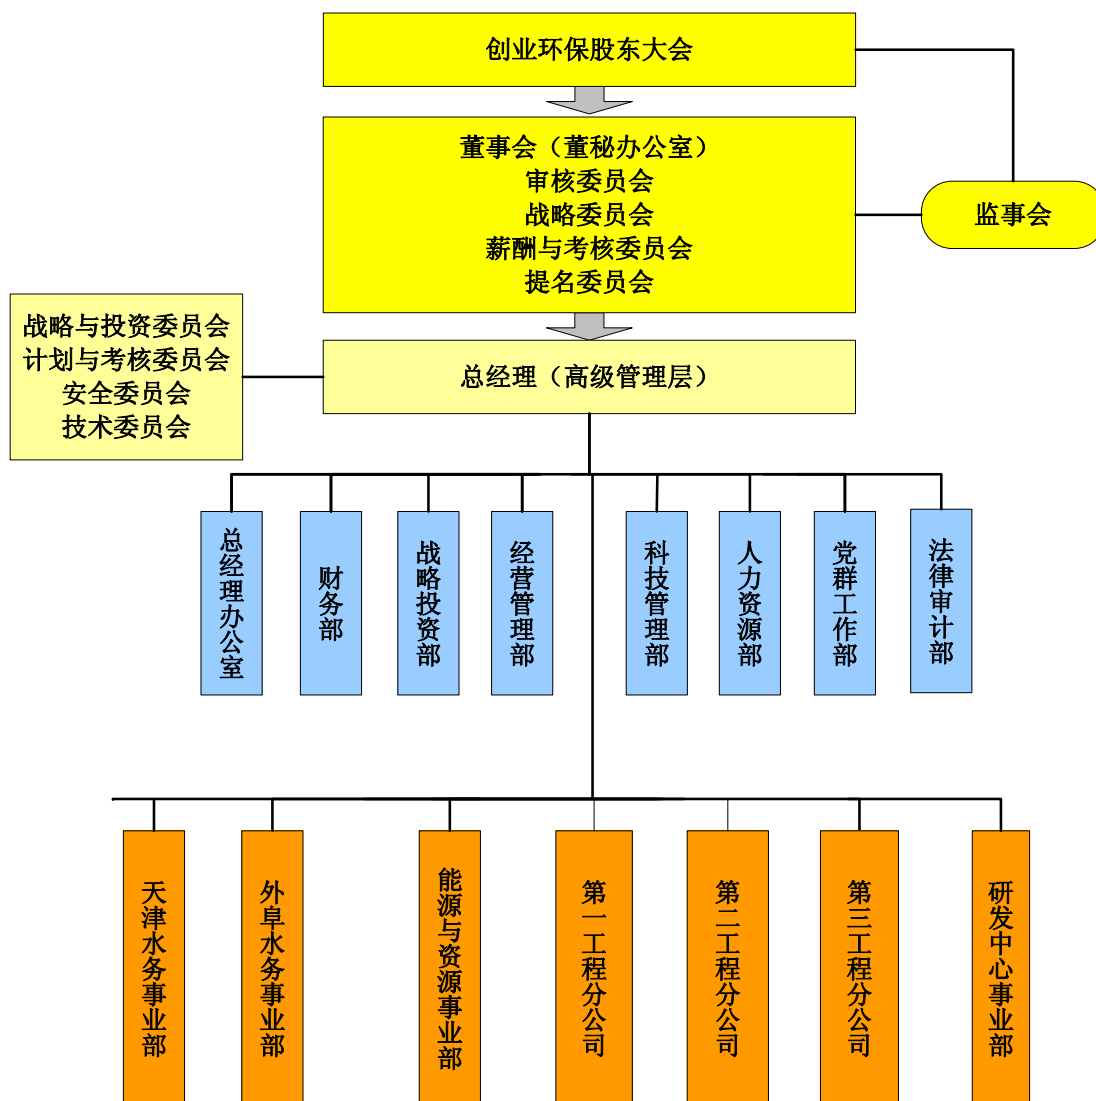 创业环保股东大会
董事会（董秘办公室）
审核委员会
战略委员会
薪酬与考核委员会
提名委员会
监事会
战略与投资委员会
计划与考核委员会
安全委员会
技术委员会
总经理（高级管理层）
总经理办公室
财务部
战略投资部
经营管理部
科技管理部
人力资源部
党群工作部
法律审计部
天津水务事业部
外阜水务事业部
能源与资源事业部
第一工程分公司
第二工程分公司
第三工程分公司
研发中心事业部